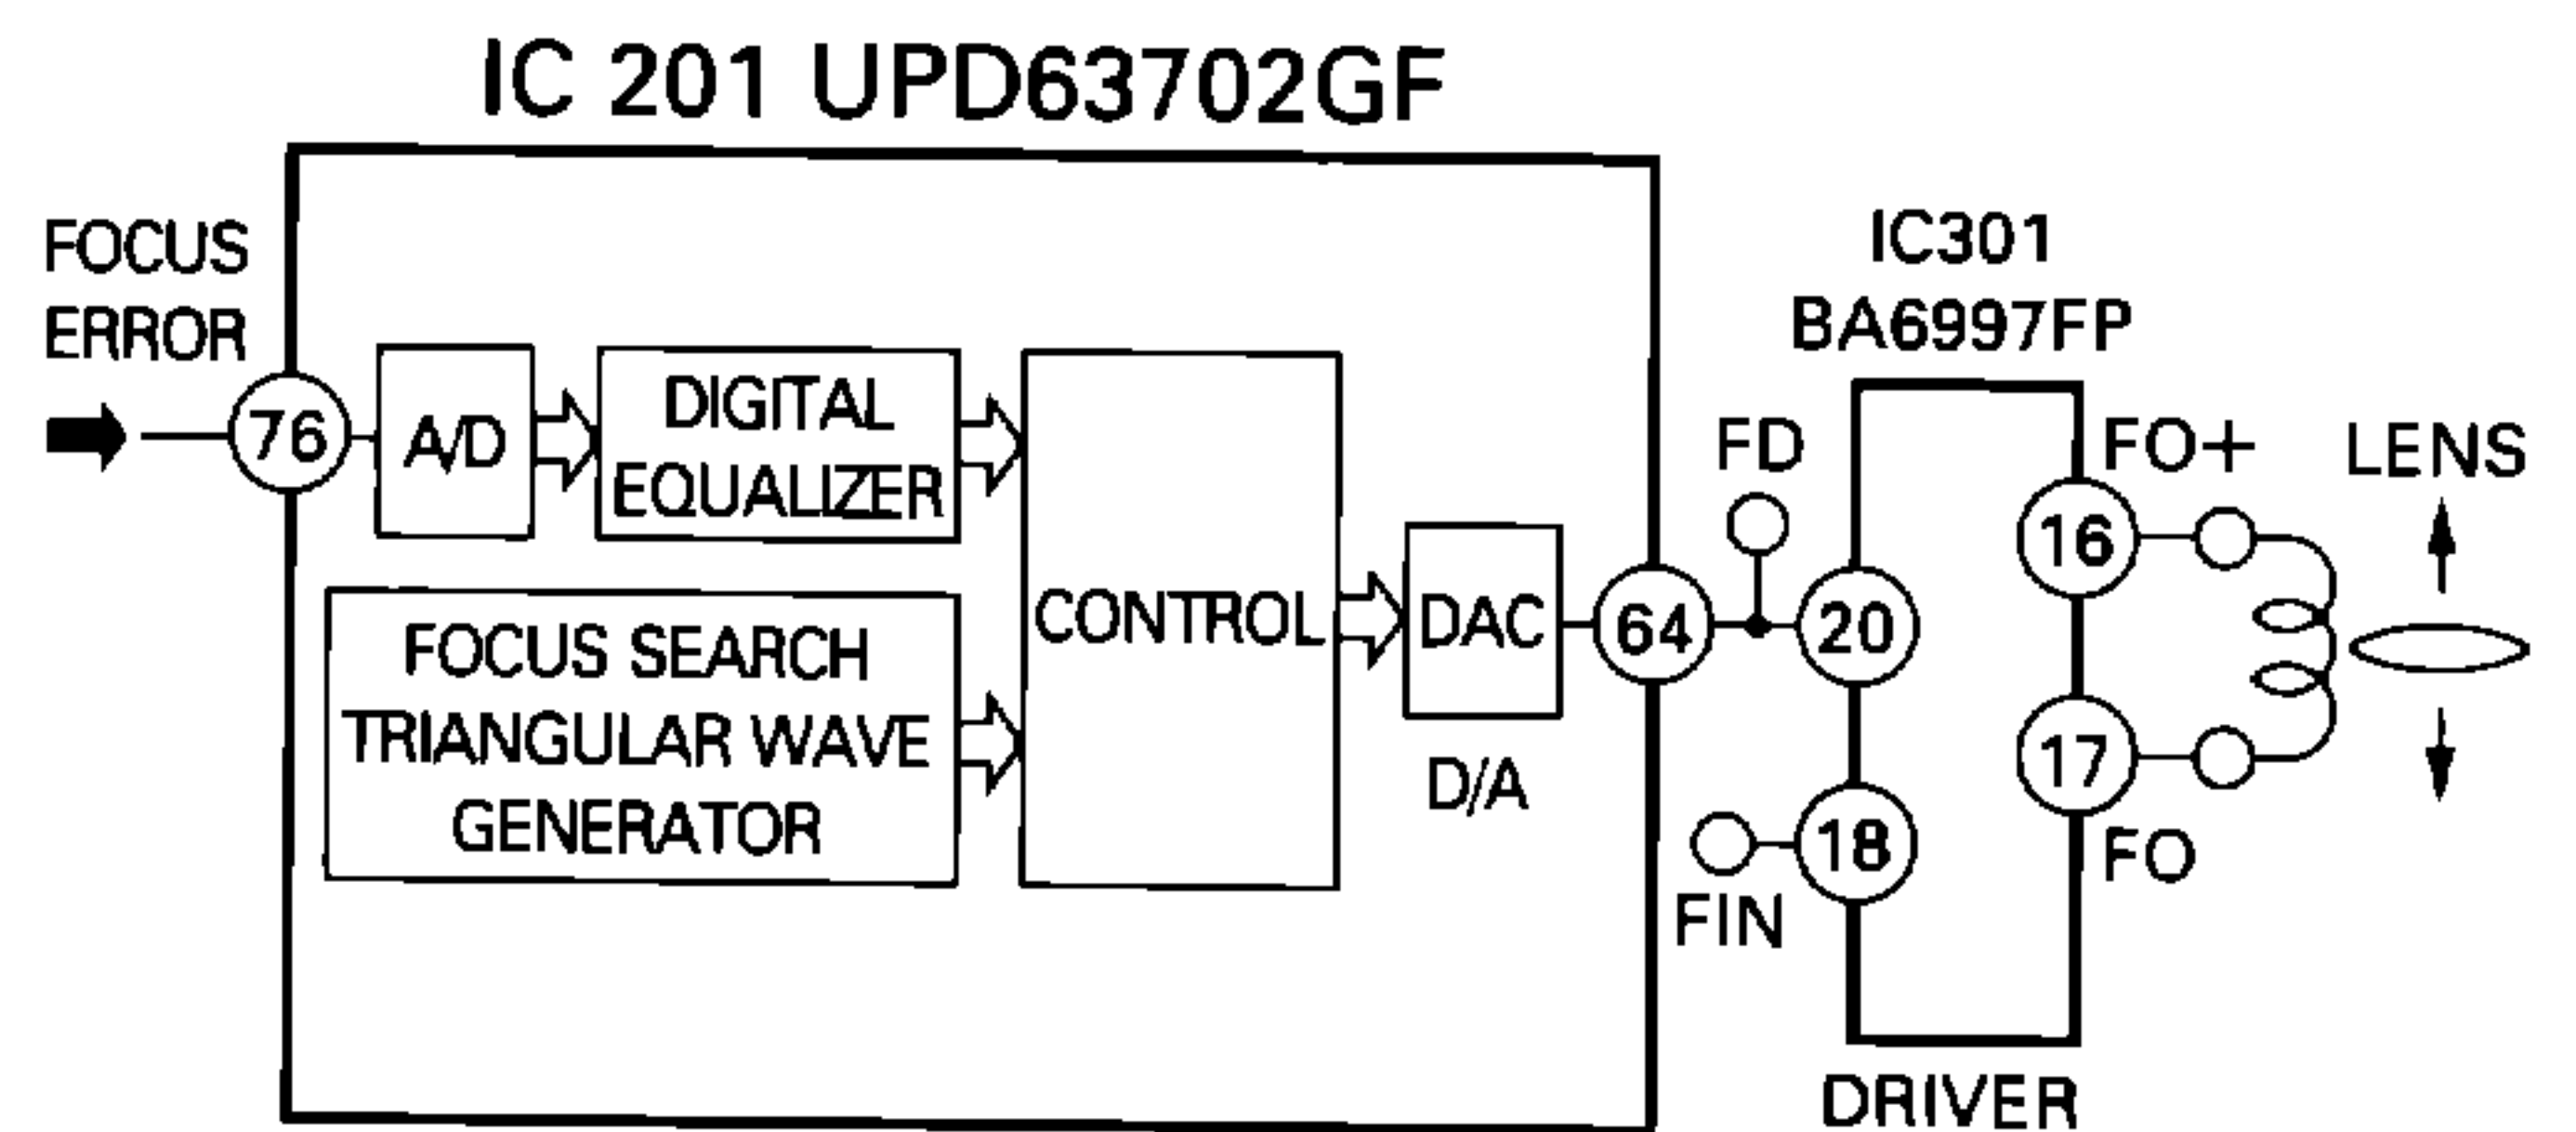 IC 201 UPD63702GF
FOCUS
ERROR
76
A/D
DIGITAL
EQUALIZER
FOCUS SEARCH
TRIANGULAR WAVE
GENERATOR
CONTROL
DAC
D/A
64
FD
IC301
BA6997FP
20
18
FIN
16
17
FO+
FO
LENS
DRIVER